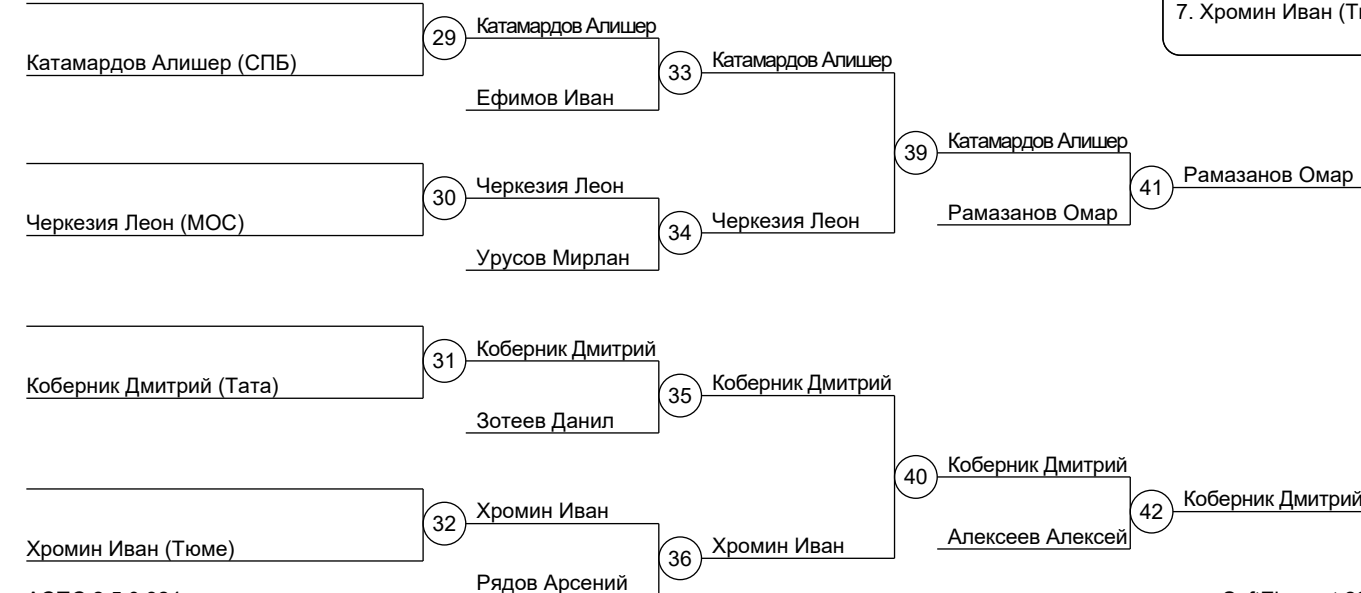 7. Хромин Иван
29
Катамардов Алишер
Катамардов Алишер (СПБ)
33
Катамардов Алишер
Ефимов Иван
39
Катамардов Алишер
30
Черкезия Леон
41
Рамазанов Омар
Черкезия Леон (МОС)
34
Черкезия Леон
Рамазанов Омар
Урусов Мирлан
31
Коберник Дмитрий
Коберник Дмитрий (Тата)
35
Коберник Дмитрий
Зотеев Данил
40
Коберник Дмитрий
32
Хромин Иван
42
Коберник Дмитрий
Хромин Иван (Тюме)
36
Хромин Иван
Алексеев Алексей
Рядов Арсений